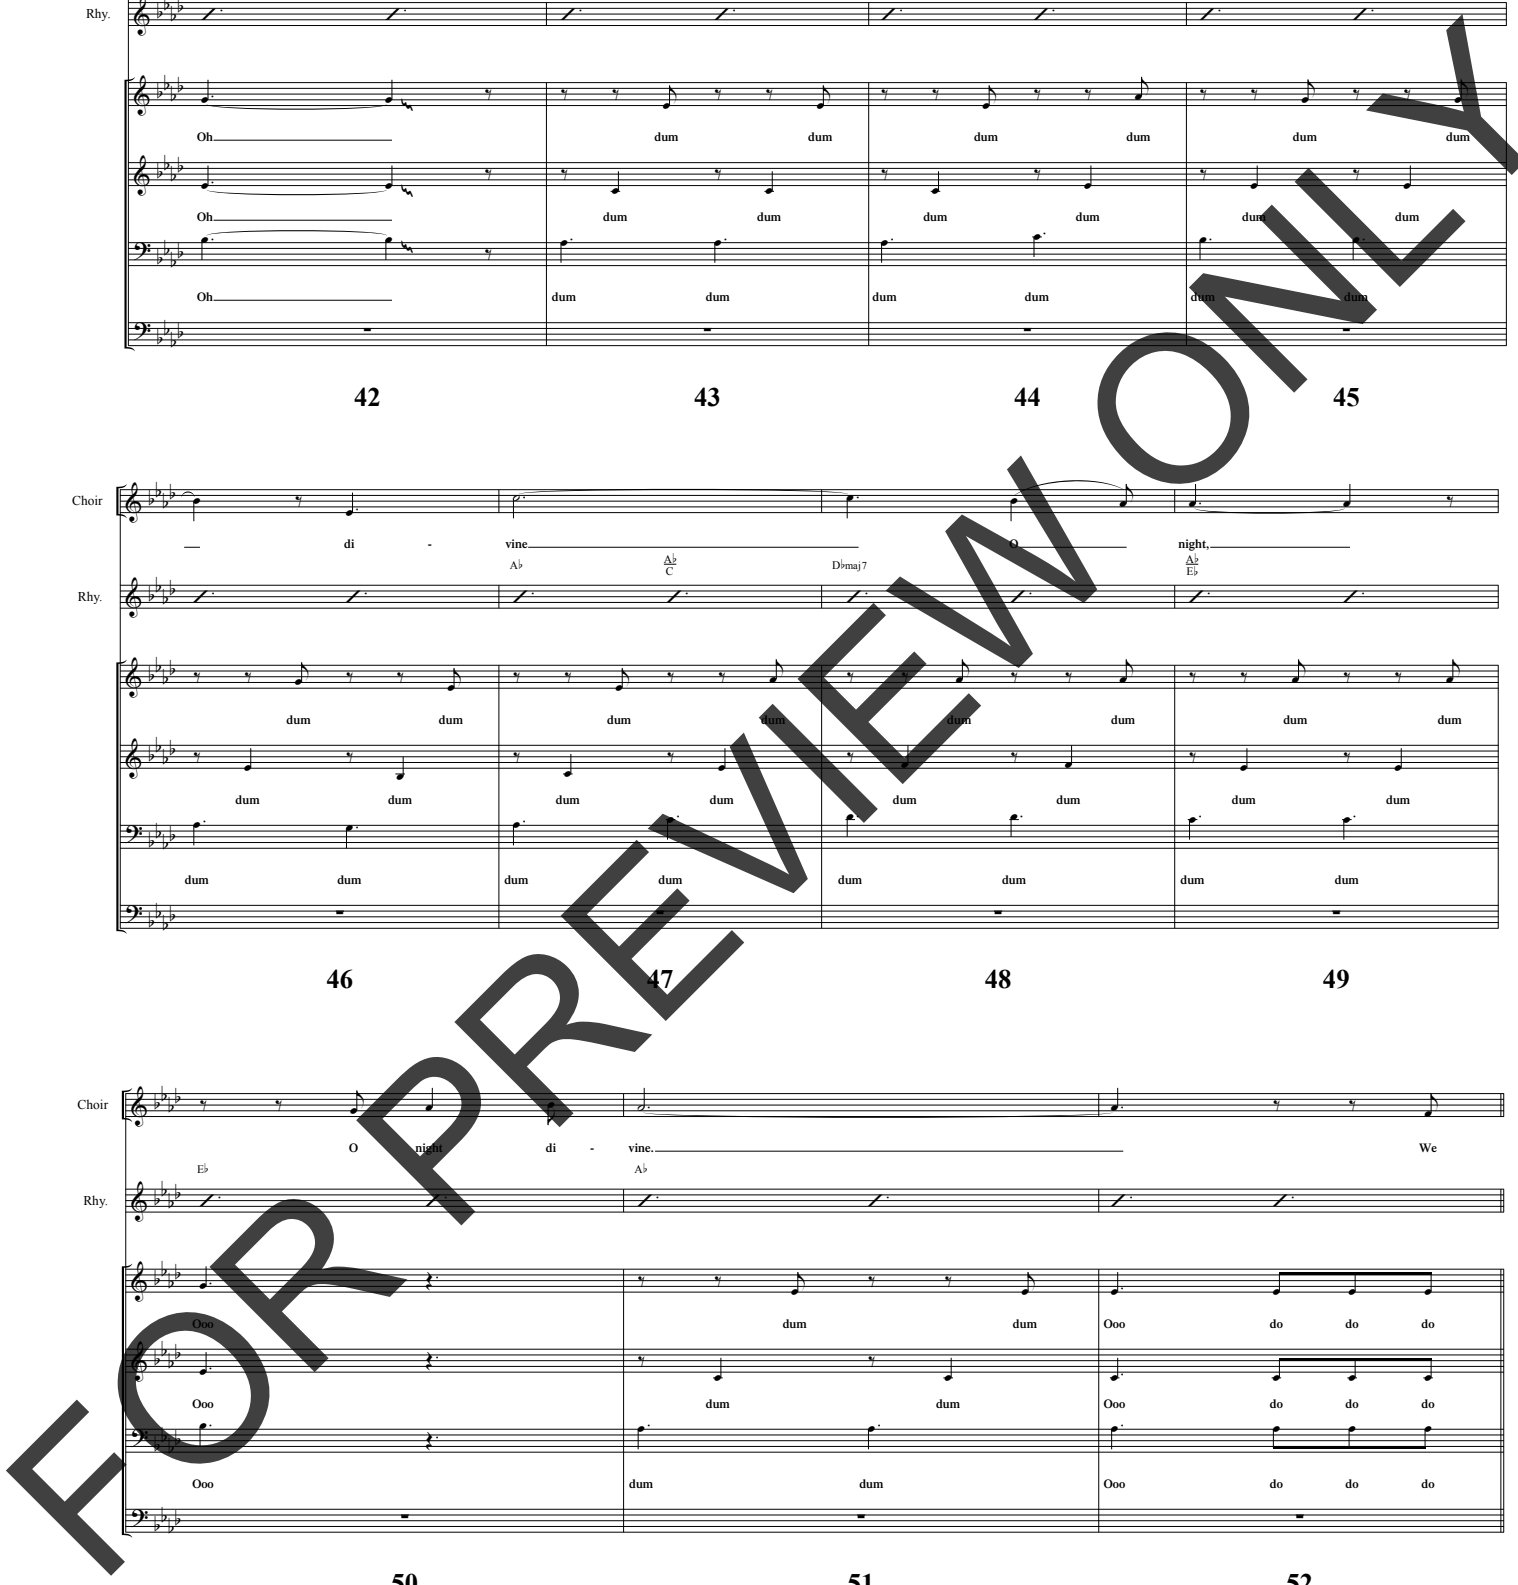 Rhy.
Oh dum dum dum dum dum dum
Oh dum dum dum dum dum dum
Oh dum dum dum dum dum dum
42 43 44 45
Choir
di - vine O night,
A♭ A♭ C D♭maj7 A♭ E♭
Rhy.
dum dum dum dum dum dum dum dum
dum dum dum dum dum dum dum dum
dum dum dum dum dum dum dum dum
46 47 48 49
Choir
O night di - vine. We
E♭ A♭
Rhy.
Ooo dum dum Ooo do do do
Ooo dum dum Ooo do do do
Ooo dum dum Ooo do do do
50 51 52
FOR PREVIEW ONLY